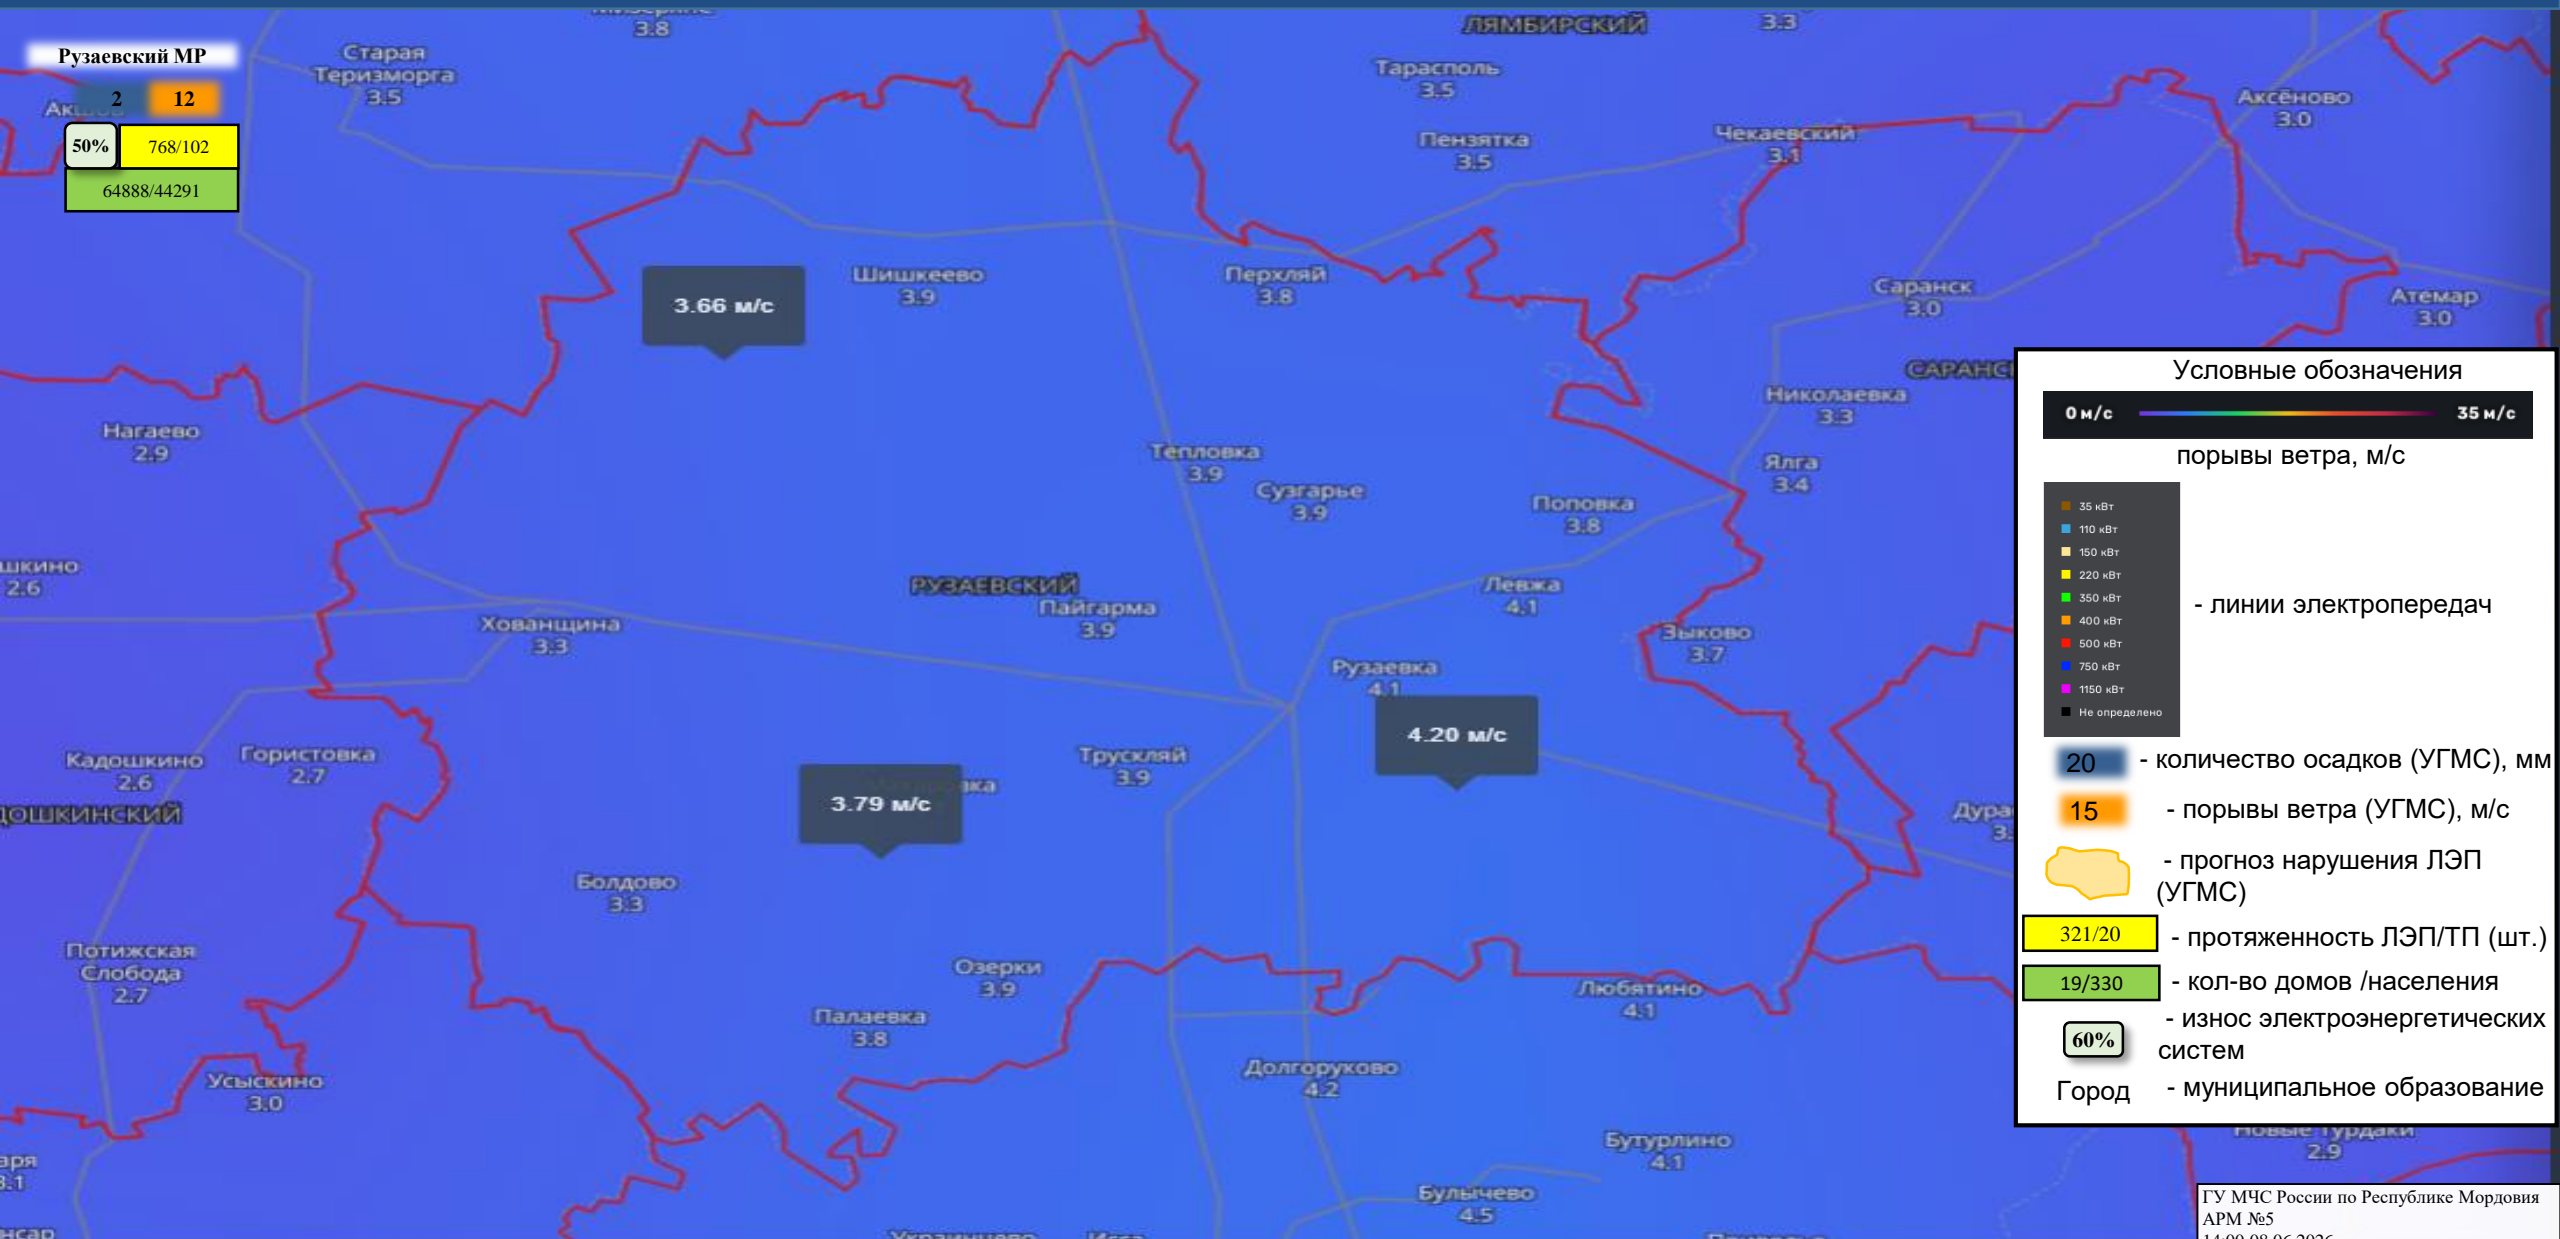 3.8
ЛЯМБИРСКИЙ
3.3
Рузаевский МР
2
12
50%
768/102
64888/44291
Старая
Теризморга
3.5
Тарасполь
3.5
Пензятка
3.5
Чекаевский
3.1
Аксёново
3.0
3.66 м/с
Шишкеево
3.9
Перхляй
3.8
Саранск
3.0
Атемар
3.0
Николаевка
3.3
Нагаево
2.9
Тепловка
3.9
Сузгарье
3.9
Поповка
3.8
Ялга
3.4
шкино
2.6
РУЗАЕВСКИЙ
Пайгарма
3.9
Левжа
4.1
Хованщина
3.3
Зыково
3.7
Рузаевка
4.1
4.20 м/с
Кадошкино
2.6
Гористовка
2.7
Трускляй
3.9
3.79 м/с
ДОШКИНСКИЙ
Болдово
3.3
Потижская
Слобода
2.7
Озерки
3.9
Палаевка
3.8
Любятино
4.1
Усыскино
3.0
Долгоруково
4.2
Бутурлино
4.1
Булычево
4.5
Новые Турдаки
2.9
Условные обозначения
0 м/с
35 м/с
порывы ветра, м/с
35 кВт
110 кВт
150 кВт
220 кВт
350 кВт
400 кВт
500 кВт
750 кВт
1150 кВт
Не определено
- линии электропередач
20 - количество осадков (УГМС), мм
15 - порывы ветра (УГМС), м/с
- прогноз нарушения ЛЭП
(УГМС)
321/20 - протяженность ЛЭП/ТП (шт.)
19/330 - кол-во домов /населения
60% - износ электроэнергетических
систем
Город - муниципальное образование
ГУ МЧС России по Республике Мордовия
АРМ №5
14:00 08.06.2026